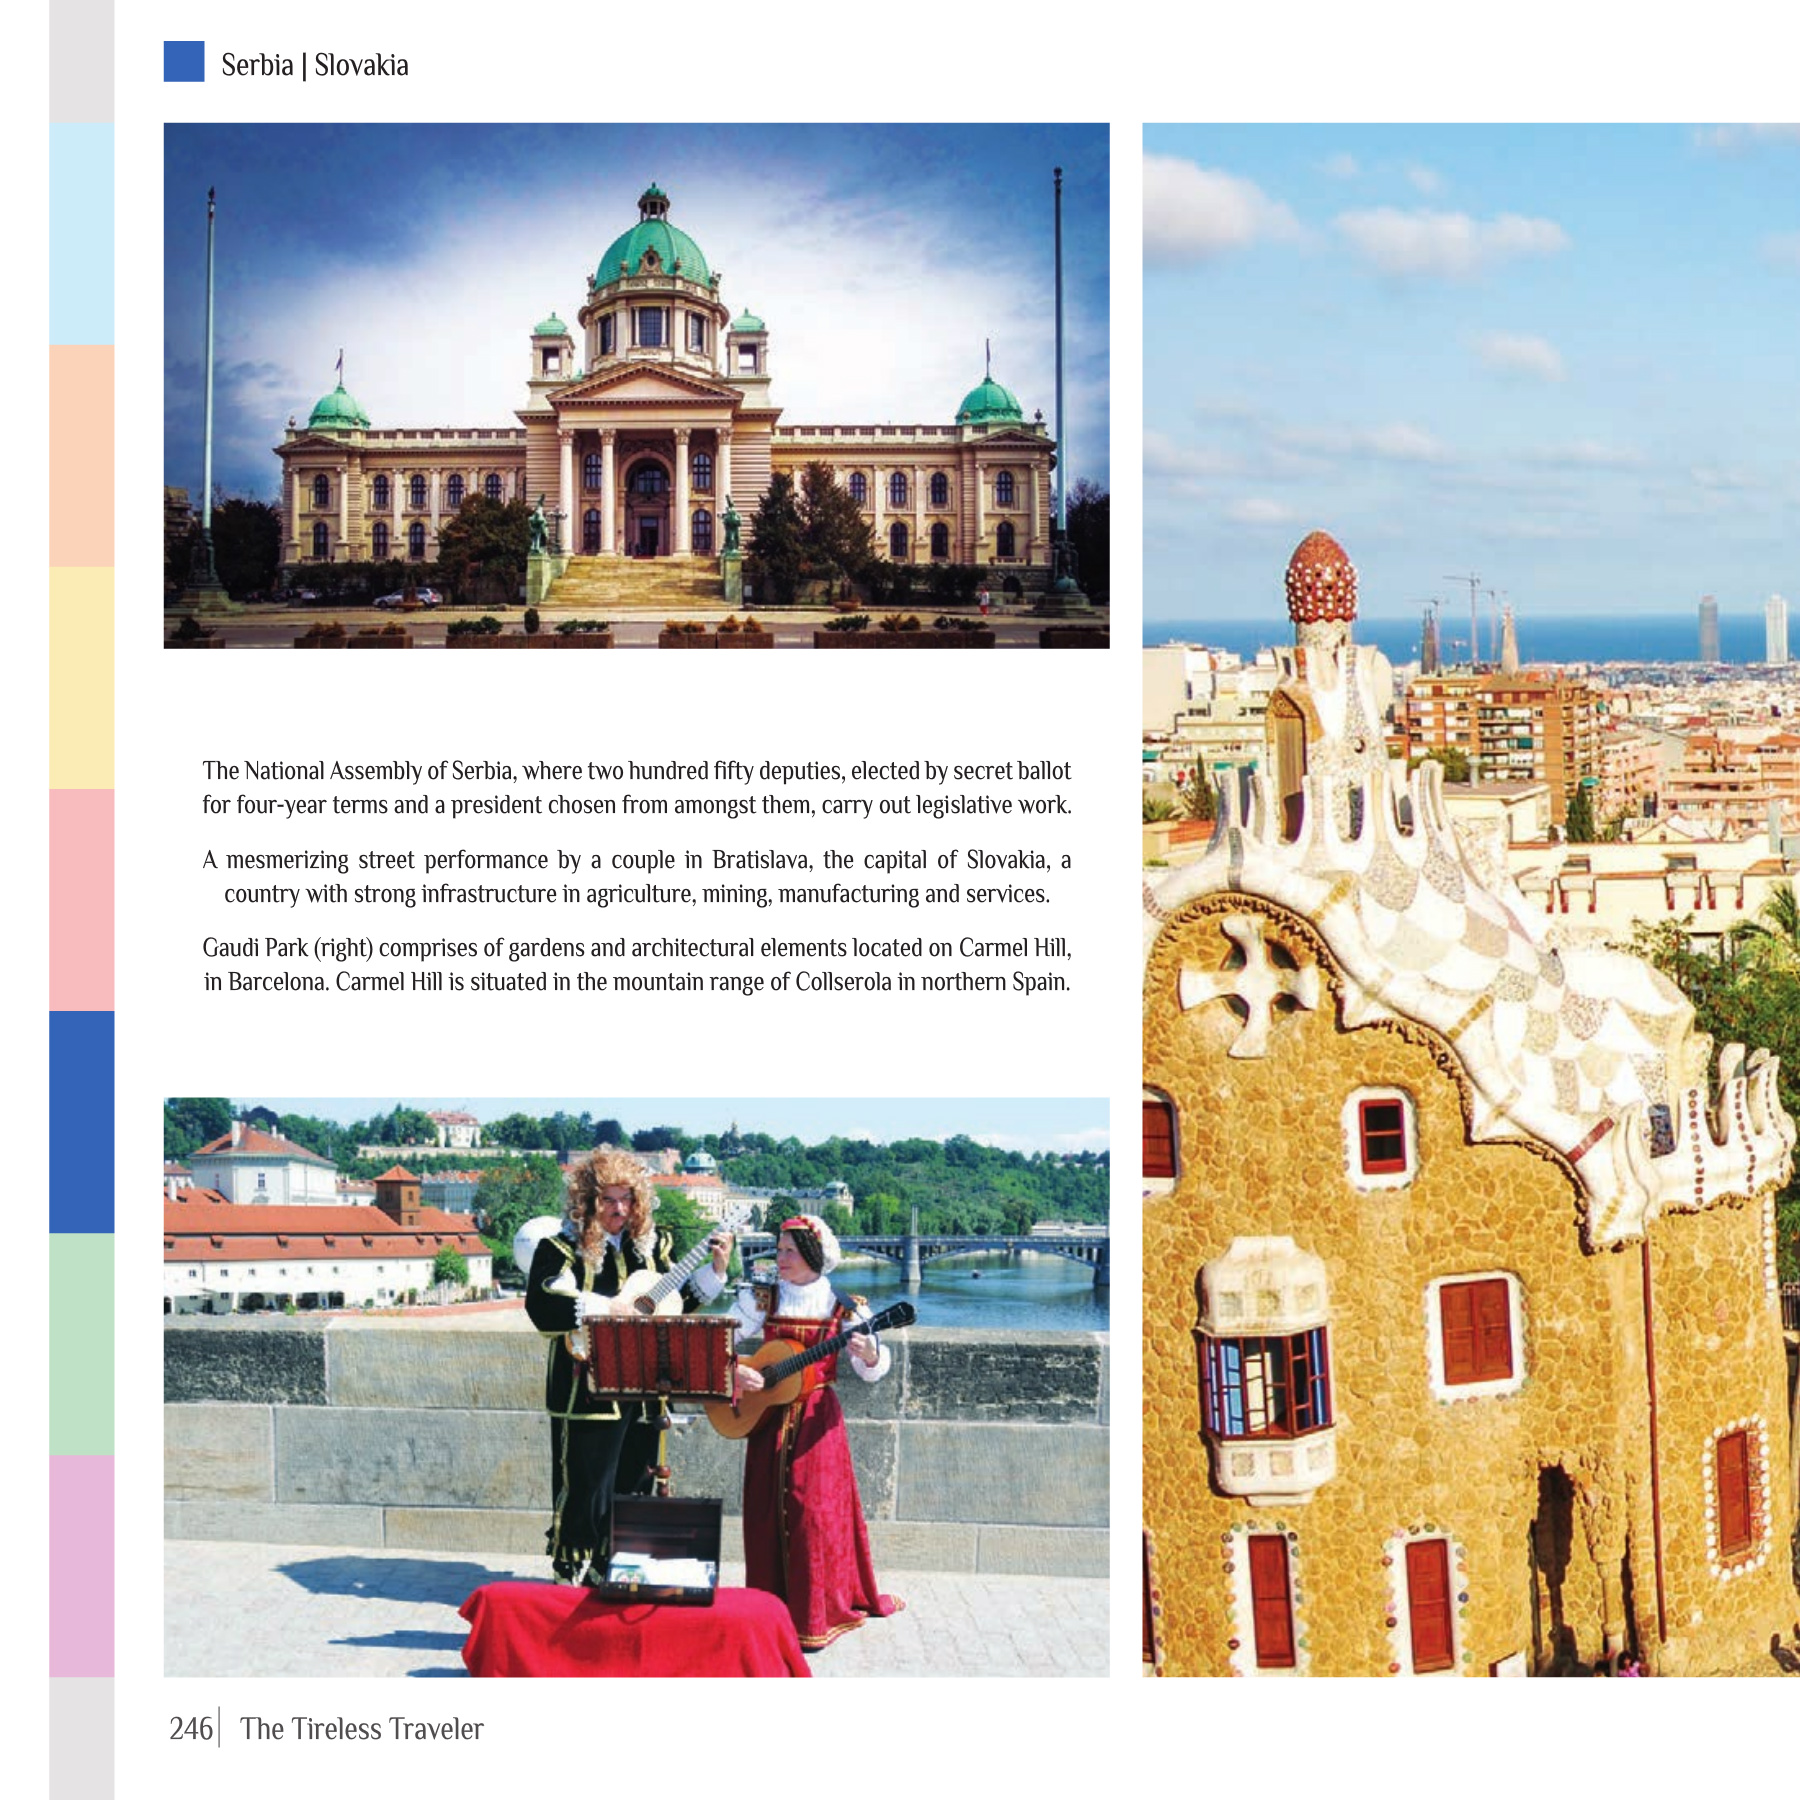 Serbia | Slovakia
The National Assembly of Serbia, where two hundred fifty deputies, elected by secret ballot
for four-year terms and a president chosen from amongst them, carry out legislative work.
A mesmerizing street performance by a couple in Bratislava, the capital of Slovakia, a
country with strong infrastructure in agriculture, mining, manufacturing and services.
Gaudi Park (right) comprises of gardens and architectural elements located on Carmel Hill,
in Barcelona. Carmel Hill is situated in the mountain range of Collserola in northern Spain.
246 | The Tireless Traveler